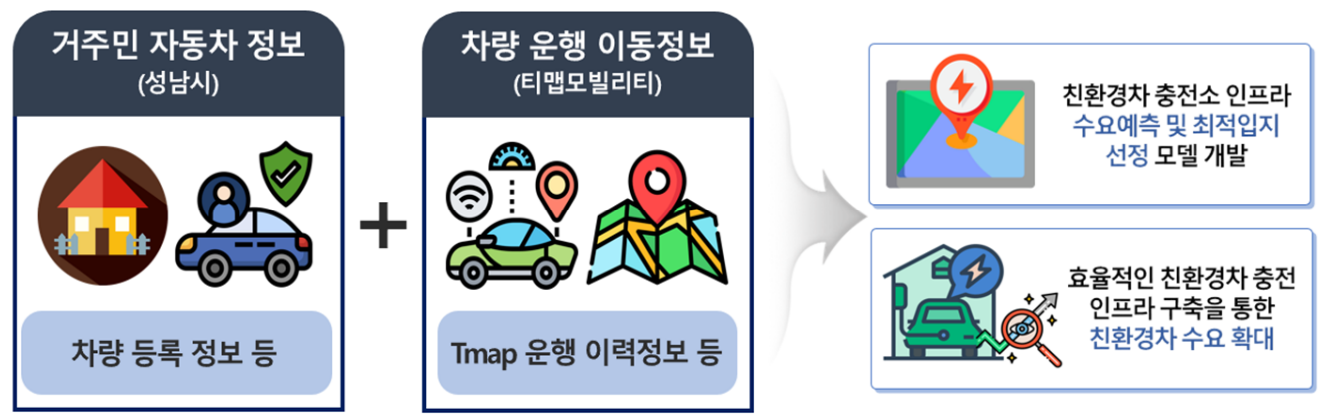 거주민 자동차 정보
(성남시)
차량 등록 정보 등
+
차량 운행 이동정보
(티맵모빌리티)
Tmap 운행 이력정보 등
친환경차 충전소 인프라
수요예측 및 최적입지
선정 모델 개발
효율적인 친환경차 충전
인프라 구축을 통한
친환경차 수요 확대